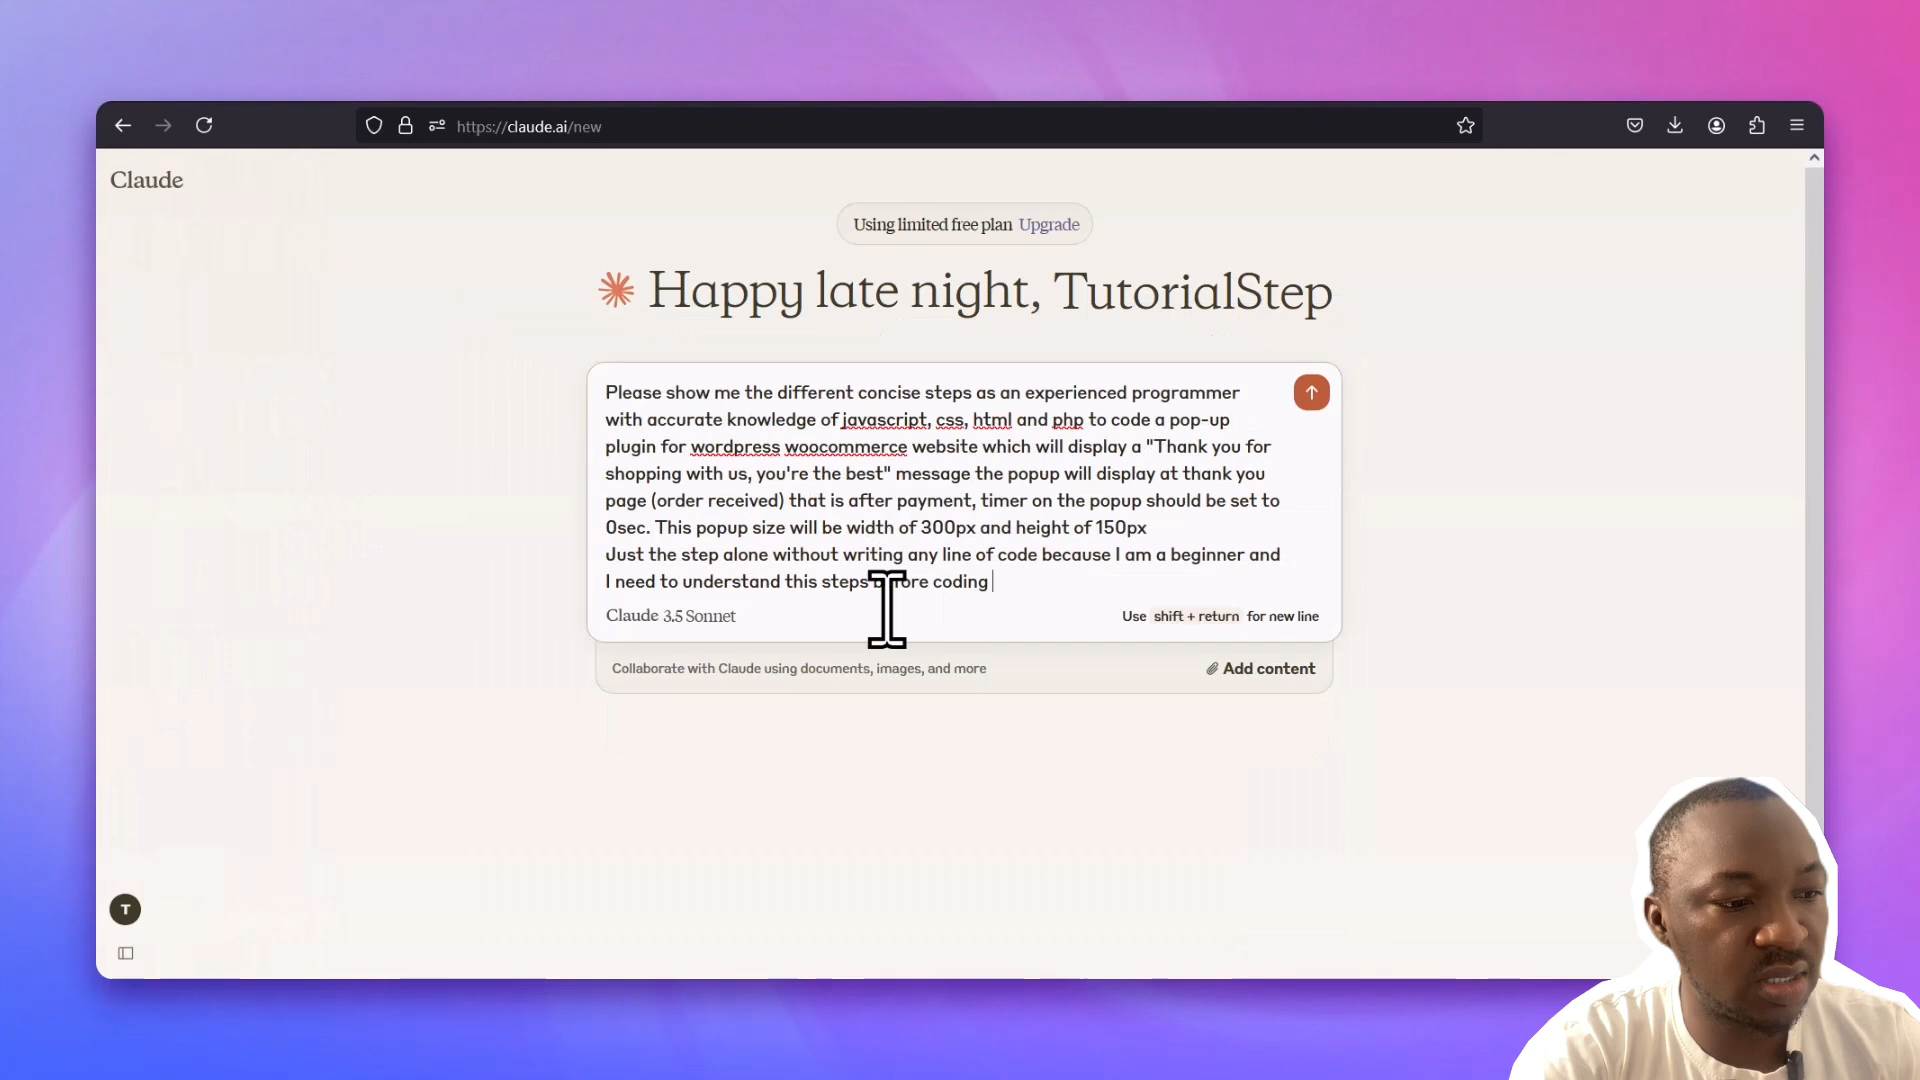 https://claude.ai/new
Claude
Using limited free plan Upgrade
Happy late night, TutorialStep
Please show me the different concise steps as an experienced programmer
with accurate knowledge of javascript, css, html and php to code a pop-up
plugin for wordpress woocommerce website which will display a "Thank you for
shopping with us, you're the best" message the popup will display at thank you
page (order received) that is after payment, timer on the popup should be set to
0sec. This popup size will be width of 300px and height of 150px
Just the step alone without writing any line of code because I am a beginner and
I need to understand this steps before coding
Claude 3.5 Sonnet
Use shift + return for new line
Collaborate with Claude using documents, images, and more
Add content
T